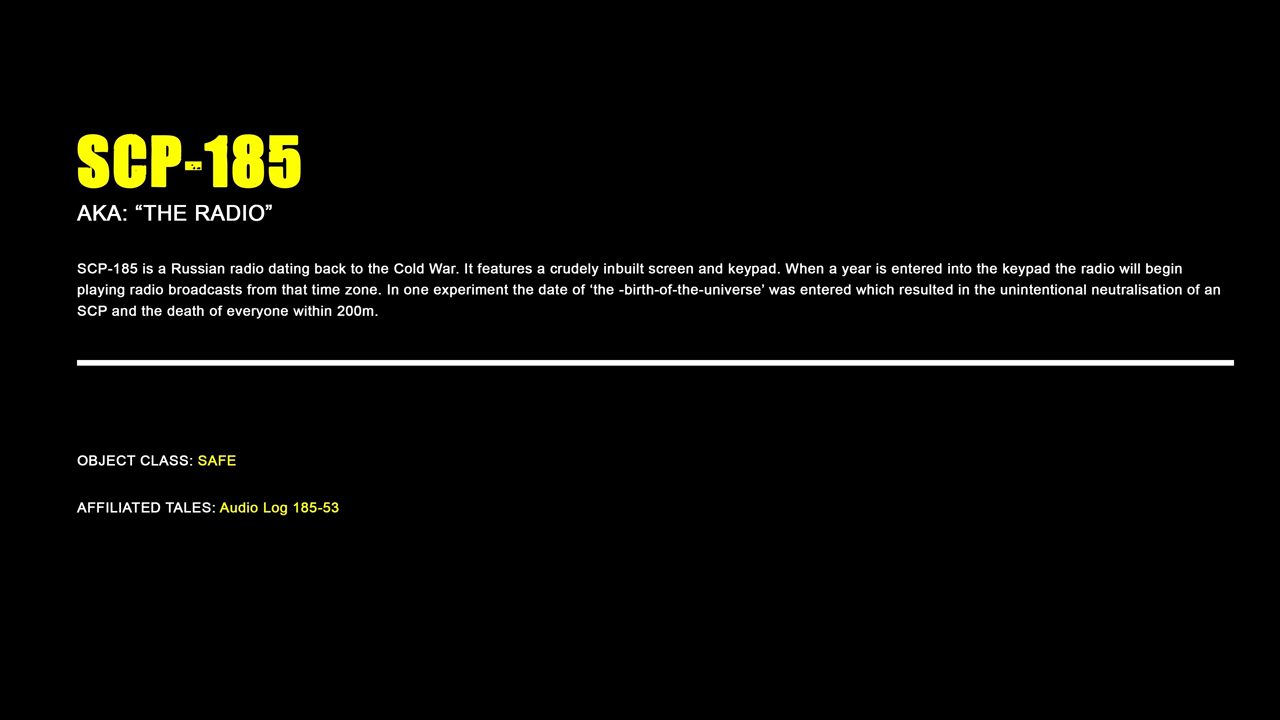 SCP-185
AKA: “THE RADIO”
SCP-185 is a Russian radio dating back to the Cold War. It features a crudely inbuilt screen and keypad. When a year is entered into the keypad the radio will begin
playing radio broadcasts from that time zone. In one experiment the date of ‘the -birth-of-the-universe’ was entered which resulted in the unintentional neutralisation of an
SCP and the death of everyone within 200m.
OBJECT CLASS: SAFE
AFFILIATED TALES: Audio Log 185-53